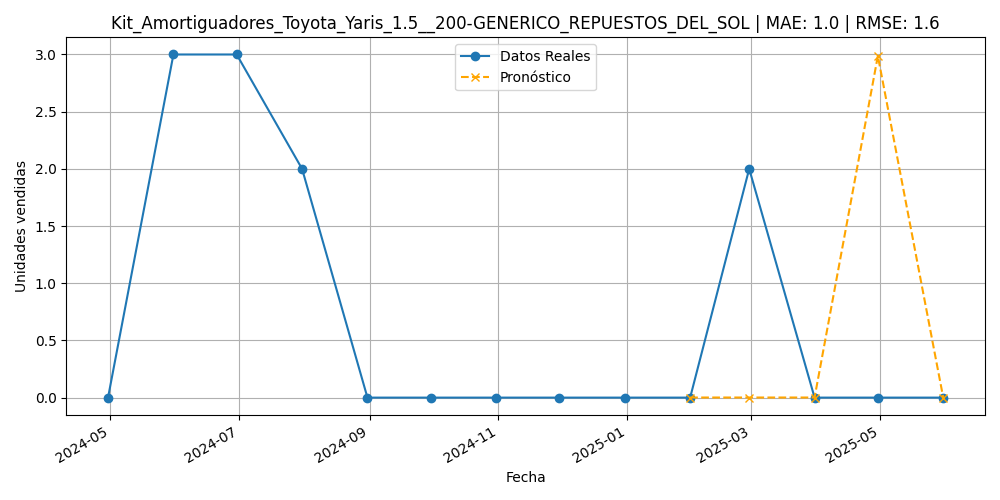 Kit_Amortiguadores_Toyota_Yaris_1.5__200-GENERICO_REPUESTOS_DEL_SOL | MAE: 1.0 | RMSE: 1.6
Datos Reales
Pronóstico
Unidades vendidas
3.0
2.5
2.0
1.5
1.0
0.5
0.0
2024-05
2024-07
2024-09
2024-11
2025-01
2025-03
2025-05
Fecha